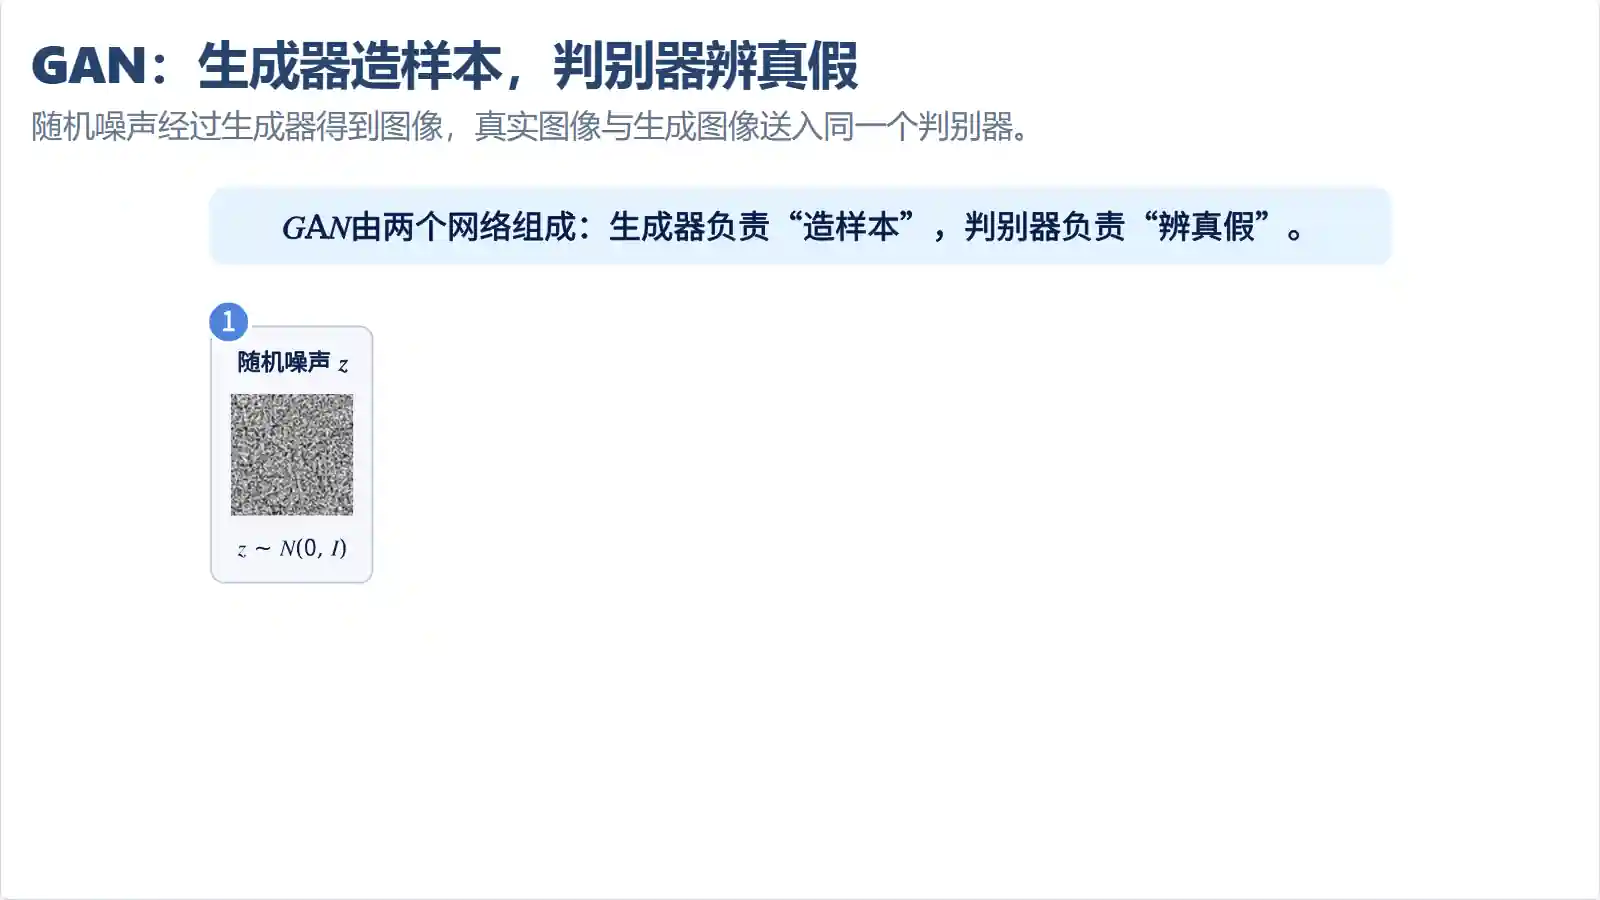 GAN：生成器造样本，判别器辨真假
随机噪声经过生成器得到图像，真实图像与生成图像送入同一个判别器。
GAN由两个网络组成：生成器负责“造样本”，判别器负责“辨真假”。
1
随机噪声 z
z ~ N(0, I)